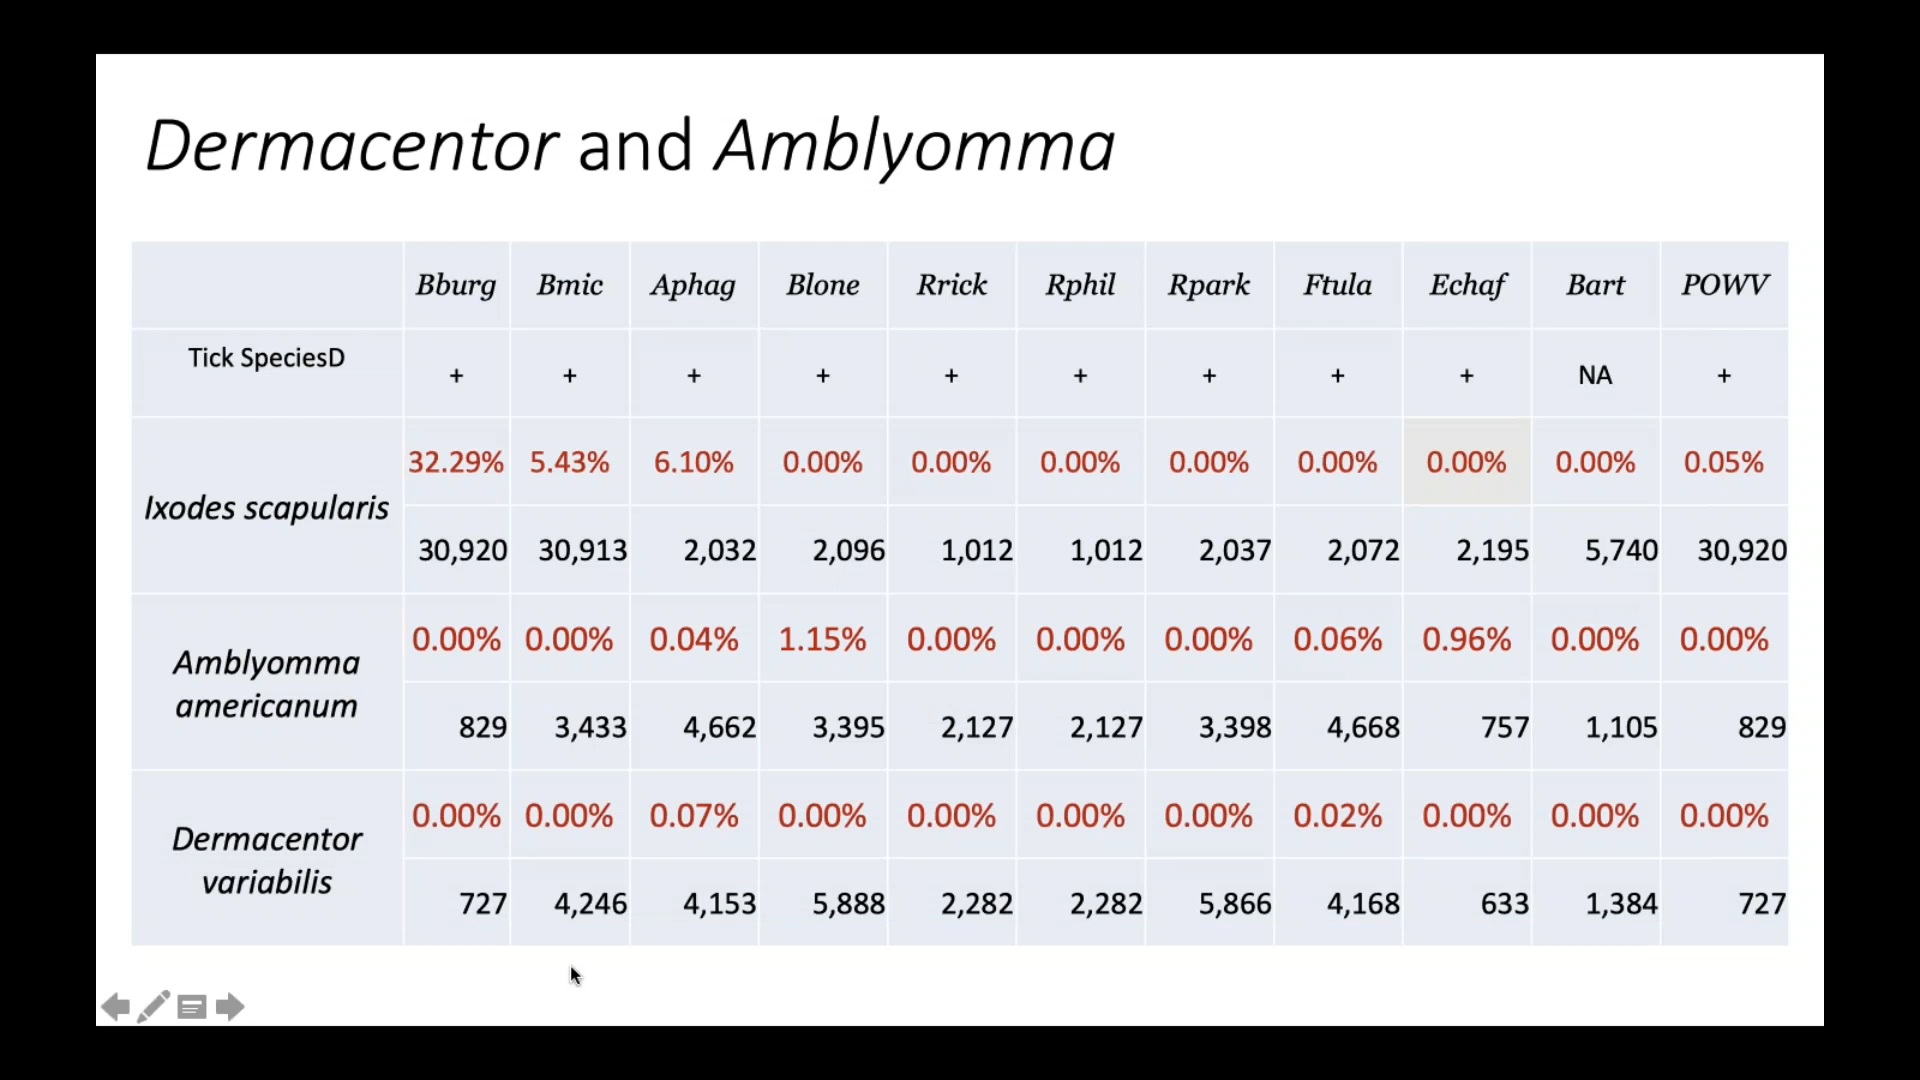 Dermacentor and Amblyomma
Bburg Bmic Aphag Blone Rrick Rphil Rpark Ftula Echaf Bart POWV
Tick SpeciesD + + + + + + + + + NA +
Ixodes scapularis
32.29% 5.43% 6.10% 0.00% 0.00% 0.00% 0.00% 0.00% 0.00% 0.00% 0.05%
30,920 30,913 2,032 2,096 1,012 1,012 2,037 2,072 2,195 5,740 30,920
Amblyomma
americanum
0.00% 0.00% 0.04% 1.15% 0.00% 0.00% 0.00% 0.06% 0.96% 0.00% 0.00%
829 3,433 4,662 3,395 2,127 2,127 3,398 4,668 757 1,105 829
Dermacentor
variabilis
0.00% 0.00% 0.07% 0.00% 0.00% 0.00% 0.00% 0.02% 0.00% 0.00% 0.00%
727 4,246 4,153 5,888 2,282 2,282 5,866 4,168 633 1,384 727